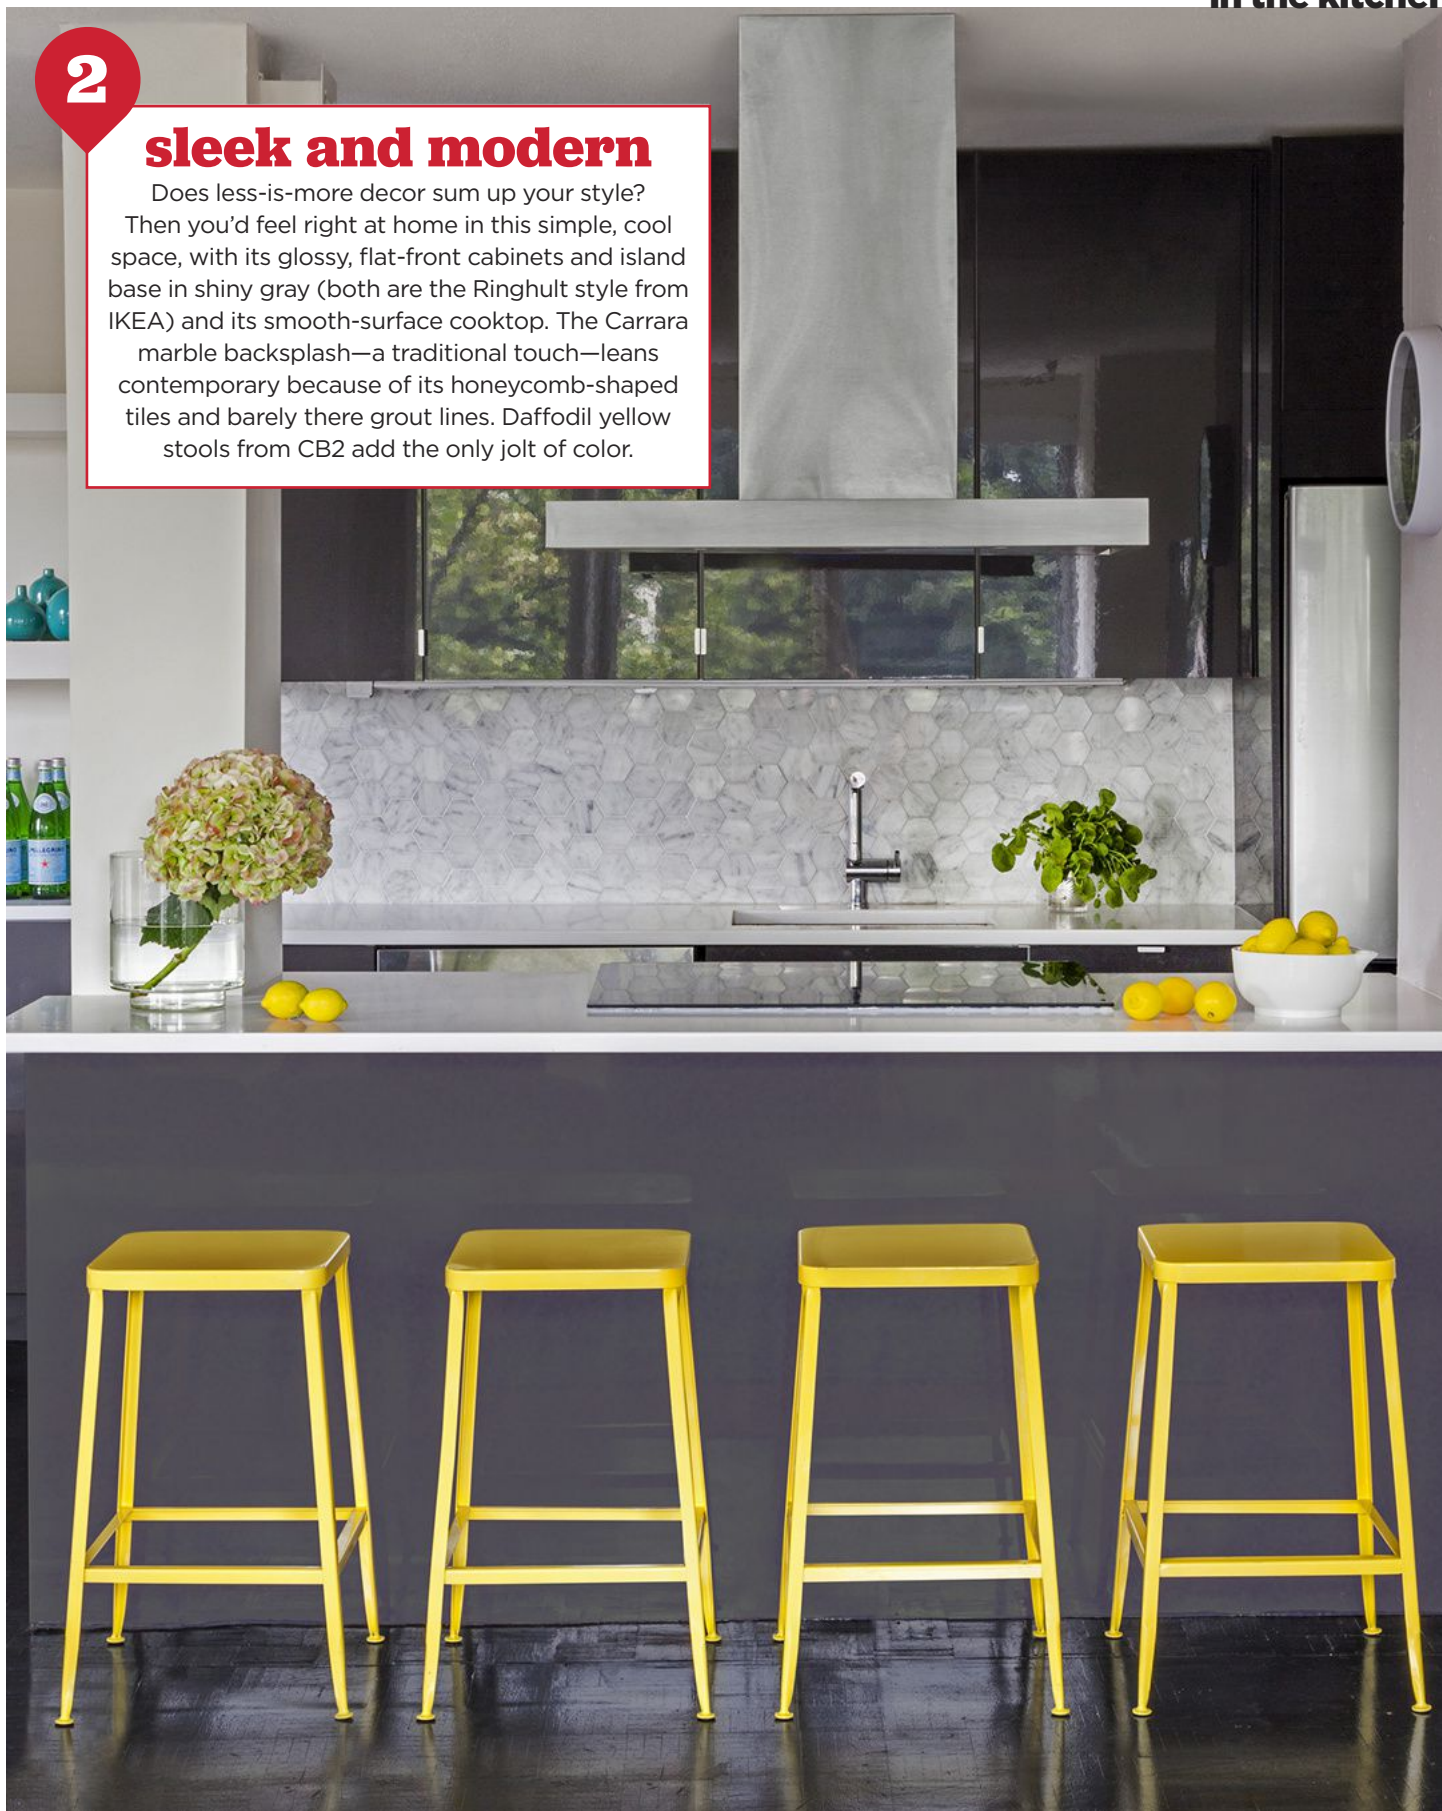 in the kitchen
2
sleek and modern
Does less-is-more decor sum up your style?
Then you’d feel right at home in this simple, cool
space, with its glossy, flat-front cabinets and island
base in shiny gray (both are the Ringhult style from
IKEA) and its smooth-surface cooktop. The Carrara
marble backsplash—a traditional touch—leans
contemporary because of its honeycomb-shaped
tiles and barely there grout lines. Daffodil yellow
stools from CB2 add the only jolt of color.